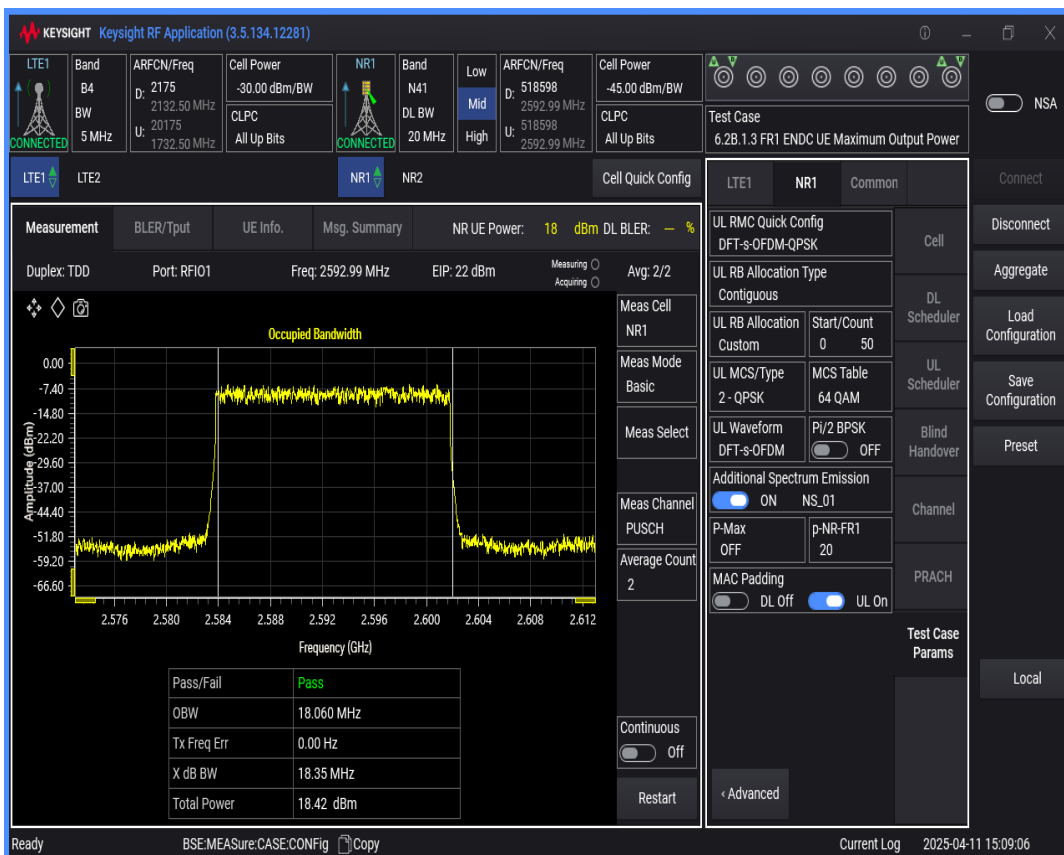 KEYSIGHT Keysight RF Application (3.5.134.12281)
LTE1
CONNECTED
Band
B4
BW
5 MHz
ARFCN/Freq
D: 2175
2132.50 MHz
U: 20175
1732.50 MHz
Cell Power
-30.00 dBm/BW
CLPC
All Up Bits
NR1
CONNECTED
Band
N41
DL BW
20 MHz
Low
Mid
High
ARFCN/Freq
D: 518598
2592.99 MHz
U: 518598
2592.99 MHz
Cell Power
-45.00 dBm/BW
CLPC
All Up Bits
Test Case
6.2B.1.3 FR1 ENDC UE Maximum Output Power
NSA
LTE1 LTE2 NR1 NR2 Cell Quick Config
Measurement BLER/Tput UE Info. Msg. Summary NR UE Power: 18 dBm DL BLER: — %
Duplex: TDD Port: RFIO1 Freq: 2592.99 MHz EIP: 22 dBm Measuring Avg: 2/2
Acquiring
Occupied Bandwidth
Amplitude (dBm)
0.00
-7.40
-14.80
-22.20
-29.60
-37.00
-44.40
-51.80
-59.20
-66.60
2.576 2.580 2.584 2.588 2.592 2.596 2.600 2.604 2.608 2.612
Frequency (GHz)
Pass/Fail Pass
OBW 18.060 MHz
Tx Freq Err 0.00 Hz
X dB BW 18.35 MHz
Total Power 18.42 dBm
Meas Cell
NR1
Meas Mode
Basic
Meas Select
Meas Channel
PUSCH
Average Count
2
Continuous
Off
Restart
LTE1 NR1 Common
UL RMC Quick Config
DFT-s-OFDM-QPSK
UL RB Allocation Type
Contiguous
UL RB Allocation
Custom
Start/Count
0 50
UL MCS/Type
2 - QPSK
MCS Table
64 QAM
UL Waveform
DFT-s-OFDM
Pi/2 BPSK
OFF
Additional Spectrum Emission
ON NS_01
P-Max
OFF
p-NR-FR1
20
MAC Padding
DL Off UL On
‹ Advanced
Cell
DL
Scheduler
UL
Scheduler
Blind
Handover
Channel
PRACH
Test Case
Params
Connect
Disconnect
Aggregate
Load
Configuration
Save
Configuration
Preset
Local
Ready BSE:MEASure:CASE:CONFig Copy Current Log 2025-04-11 15:09:06